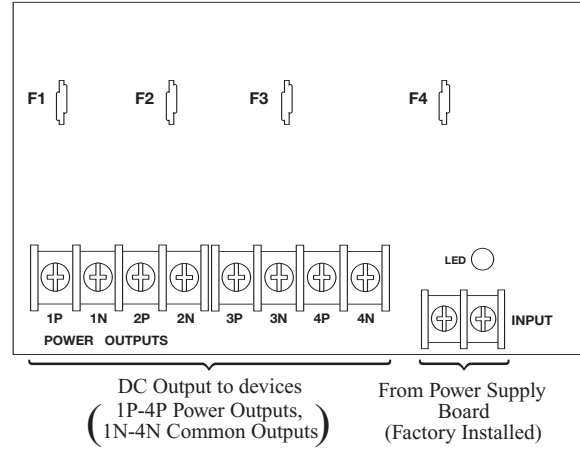 F1 F2 F3 F4
LED
1P 1N 2P 2N 3P 3N 4P 4N
INPUT
POWER OUTPUTS
DC Output to devices
(1P-4P Power Outputs,
1N-4N Common Outputs)
From Power Supply
Board
(Factory Installed)